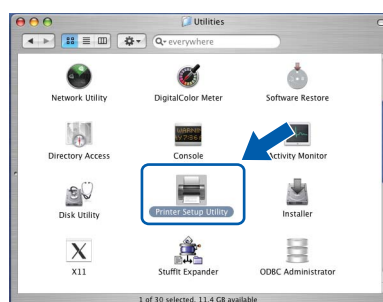 Utilities
Q- everywhere
Network Utility
DigitalColor Meter
Software Restore
Directory Access
WARNIN
Console
Activity Monitor
Disk Utility
Printer Setup Utility
Installer
X11
StuffIt Expander
ODBC Administrator
1 of 30 selected, 11.4 GB available